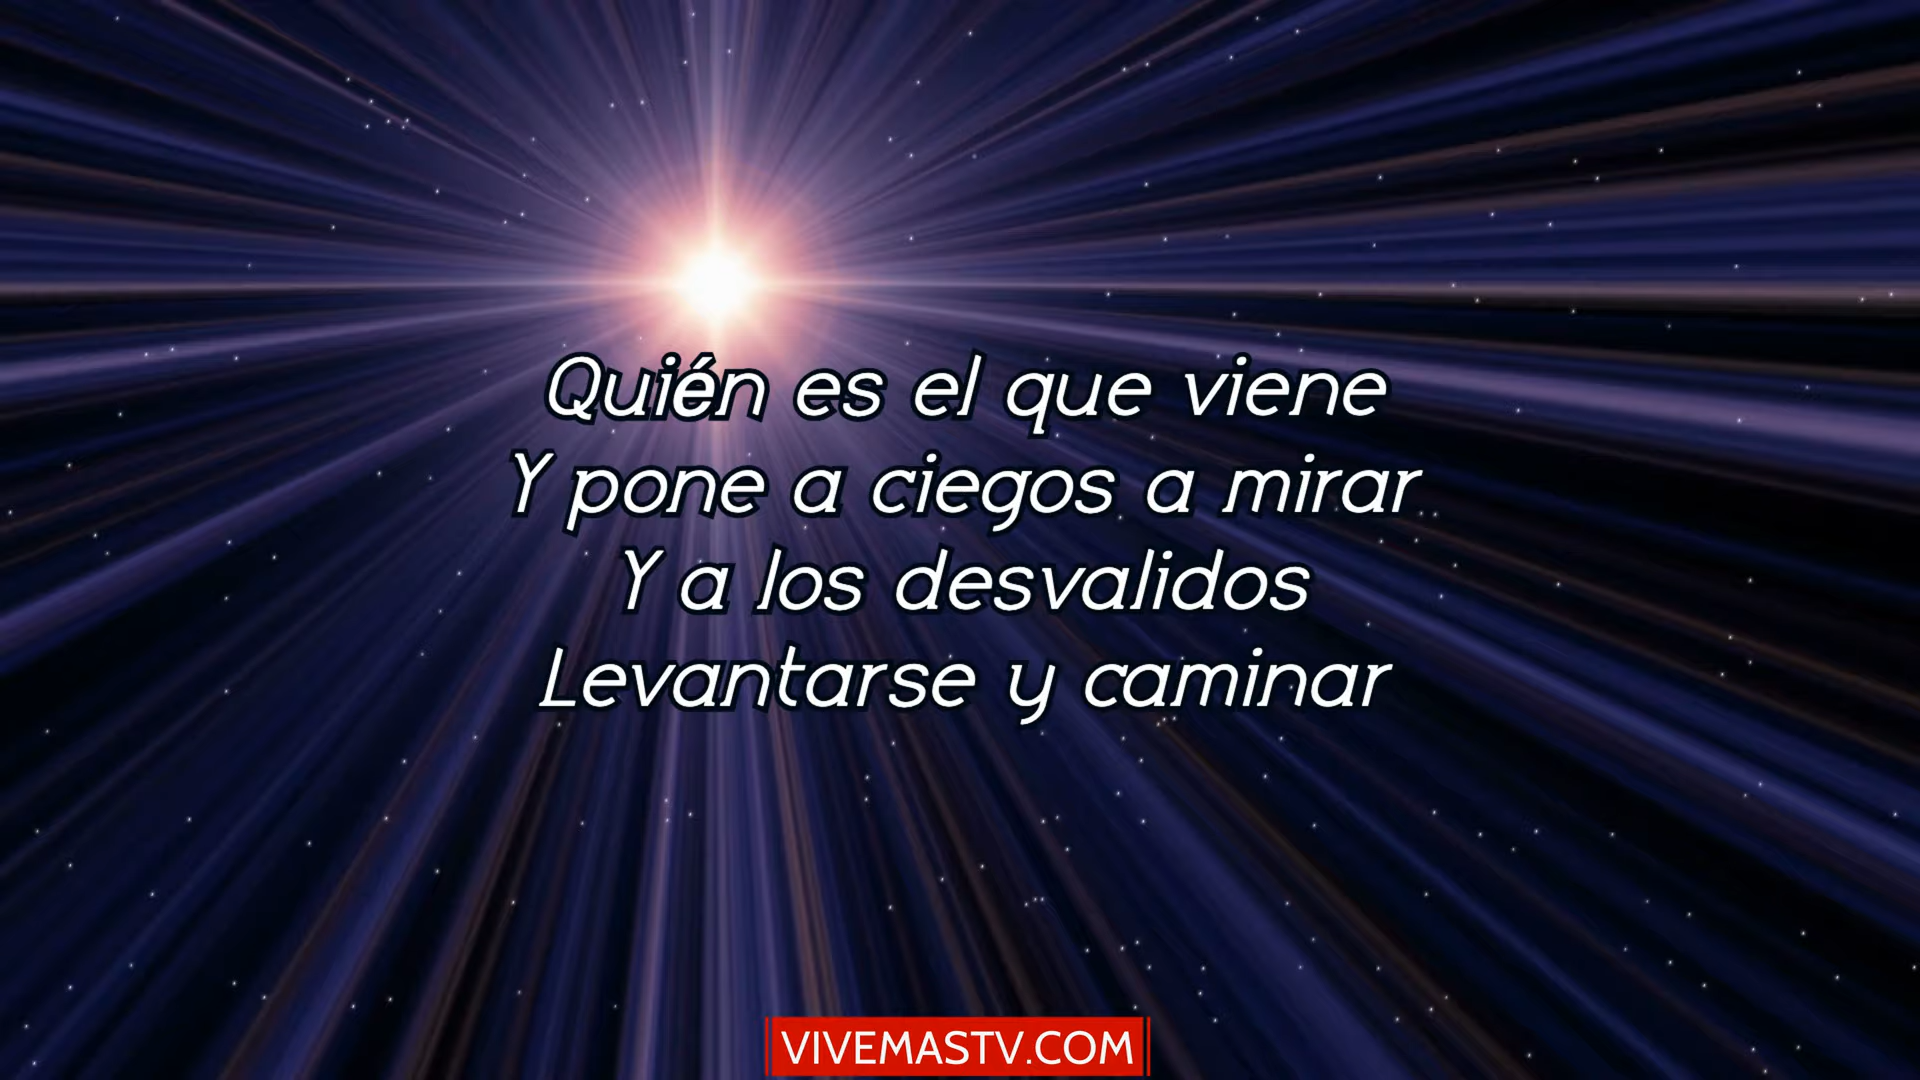 Quién es el que viene
Y pone a ciegos a mirar
Y a los desvalidos
Levantarse y caminar
VIVEMASTV.COM